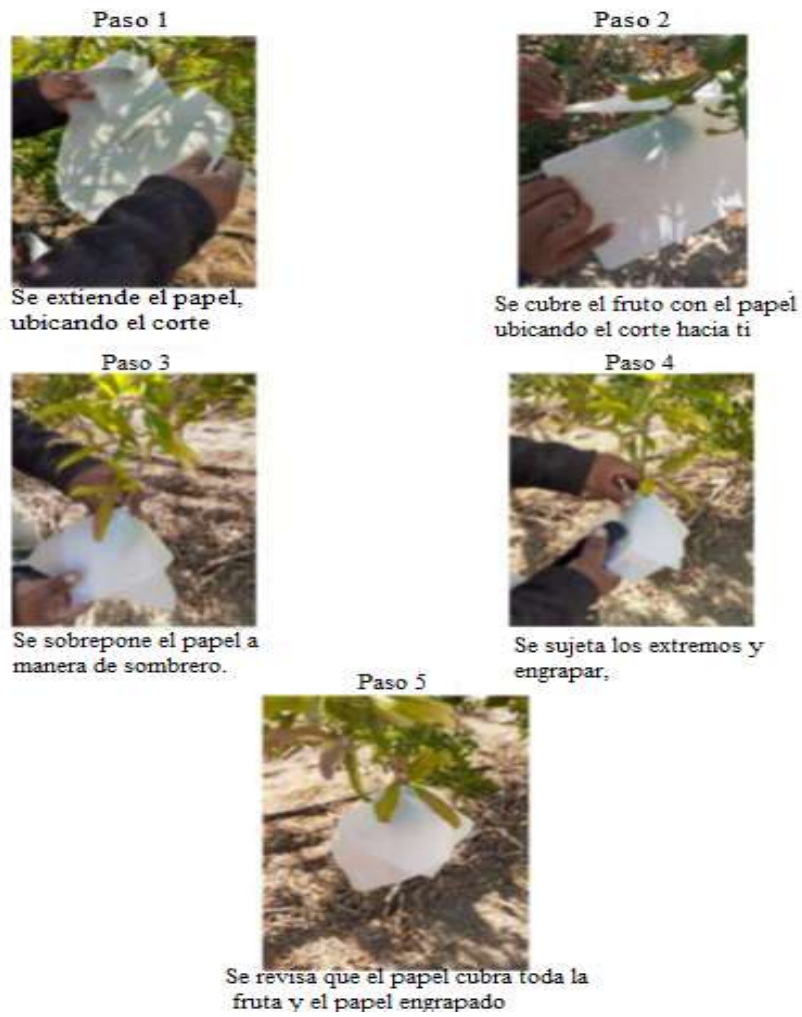 Paso 1
Paso 2
Se extiende el papel,
ubicando el corte
Se cubre el fruto con el papel
ubicando el corte hacia ti
Paso 3
Paso 4
Se sobrepone el papel a
manera de sombrero.
Se sujeta los extremos y
engrapar,
Paso 5
Se revisa que el papel cubra toda la
fruta y el papel engrapado